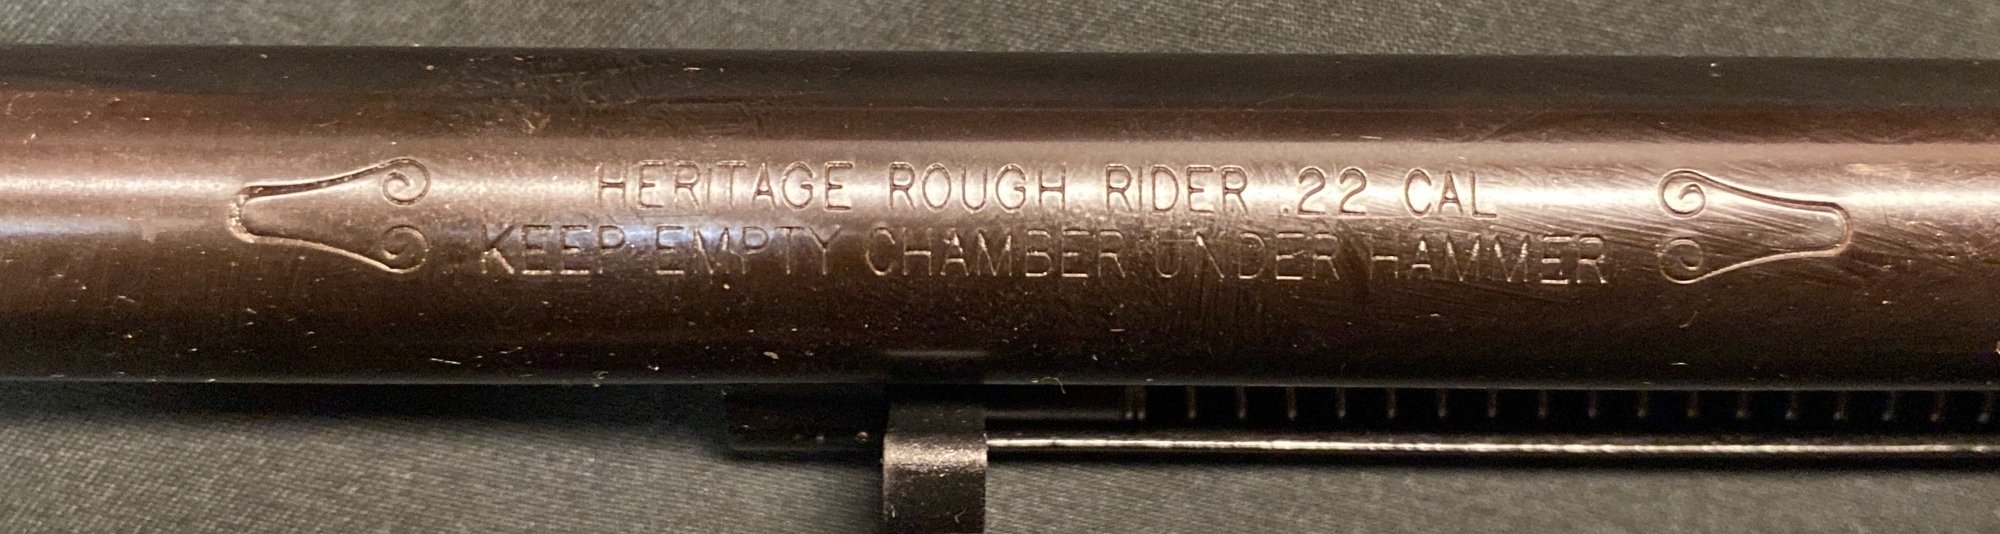 HERITAGE ROUGH RIDER .22 CAL
KEEP EMPTY CHAMBER UNDER HAMMER